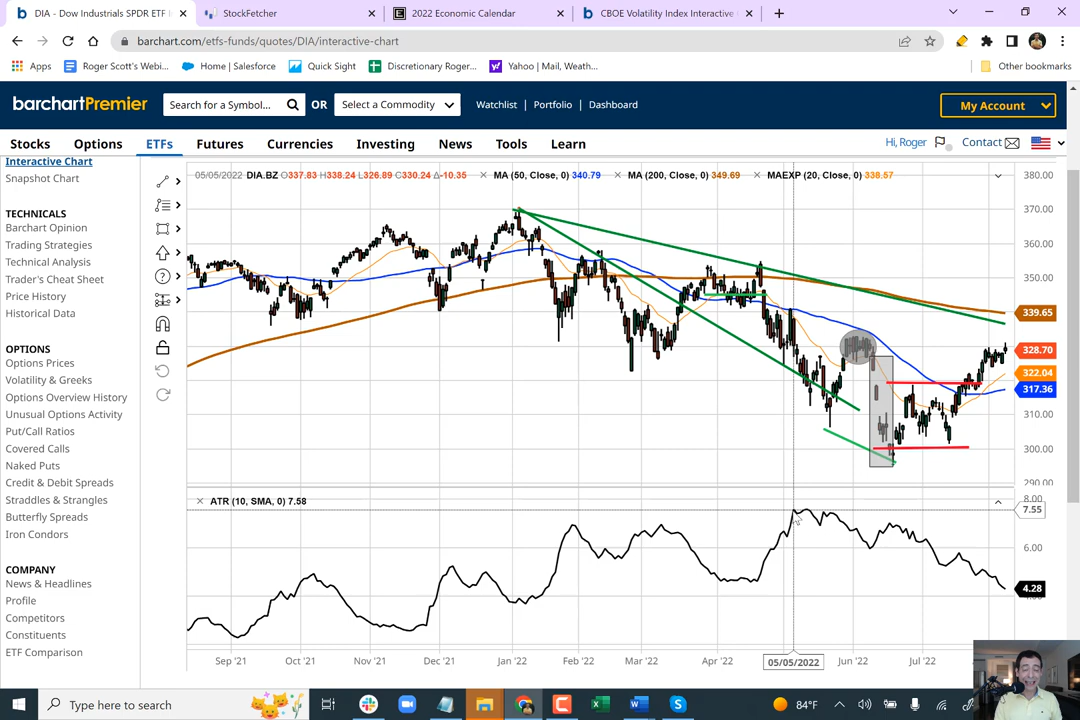 DIA - Dow Industrials SPDR ETF I
StockFetcher
2022 Economic Calendar
CBOE Volatility Index Interactive
barchart.com/etfs-funds/quotes/DIA/interactive-chart
Apps
Roger Scott's Webi...
Home | Salesforce
Quick Sight
Discretionary Roger...
Yahoo | Mail, Weath...
Other bookmarks
barchartPremier
Search for a Symbol...
OR
Select a Commodity
Watchlist
Portfolio
Dashboard
My Account
Stocks
Options
ETFs
Futures
Currencies
Investing
News
Tools
Learn
Hi, Roger
Contact
Interactive Chart
Snapshot Chart
TECHNICALS
Barchart Opinion
Trading Strategies
Technical Analysis
Trader's Cheat Sheet
Price History
Historical Data
OPTIONS
Options Prices
Volatility & Greeks
Options Overview History
Unusual Options Activity
Put/Call Ratios
Covered Calls
Naked Puts
Credit & Debit Spreads
Straddles & Strangles
Butterfly Spreads
Iron Condors
COMPANY
News & Headlines
Profile
Competitors
Constituents
ETF Comparison
05/05/2022 DIA.BZ O337.83 H338.24 L326.89 C330.24 Δ-10.35
MA (50, Close, 0) 340.79
MA (200, Close, 0) 349.69
MAEXP (20, Close, 0) 338.57
380.00
370.00
360.00
350.00
339.65
328.70
322.04
317.36
310.00
300.00
290.00
ATR (10, SMA, 0) 7.58
8.00
7.55
6.00
4.28
Sep '21
Oct '21
Nov '21
Dec '21
Jan '22
Feb '22
Mar '22
Apr '22
05/05/2022
Jun '22
Jul '22
Type here to search
84°F